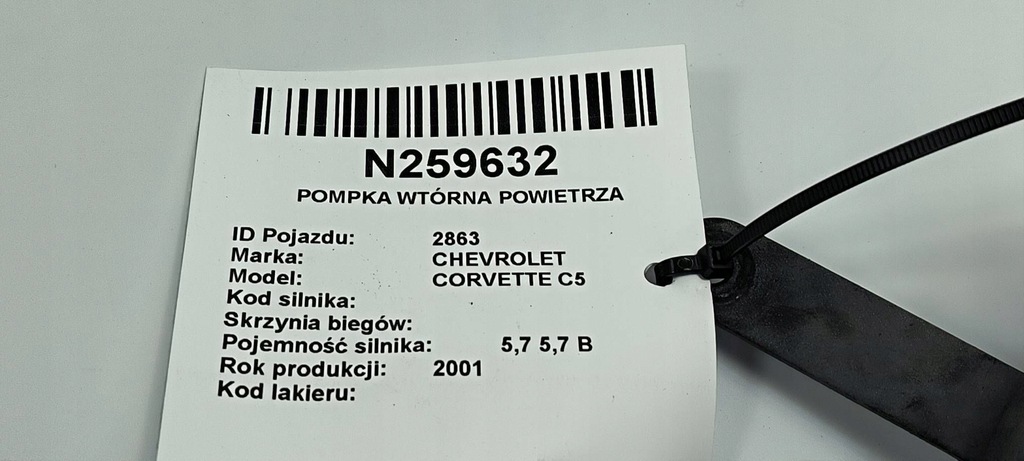 N259632
POMPKA WTÓRNA POWIETRZA
ID Pojazdu: 2863
Marka: CHEVROLET
Model: CORVETTE C5
Kod silnika:
Skrzynia biegów:
Pojemność silnika: 5,7 5,7 B
Rok produkcji: 2001
Kod lakieru: